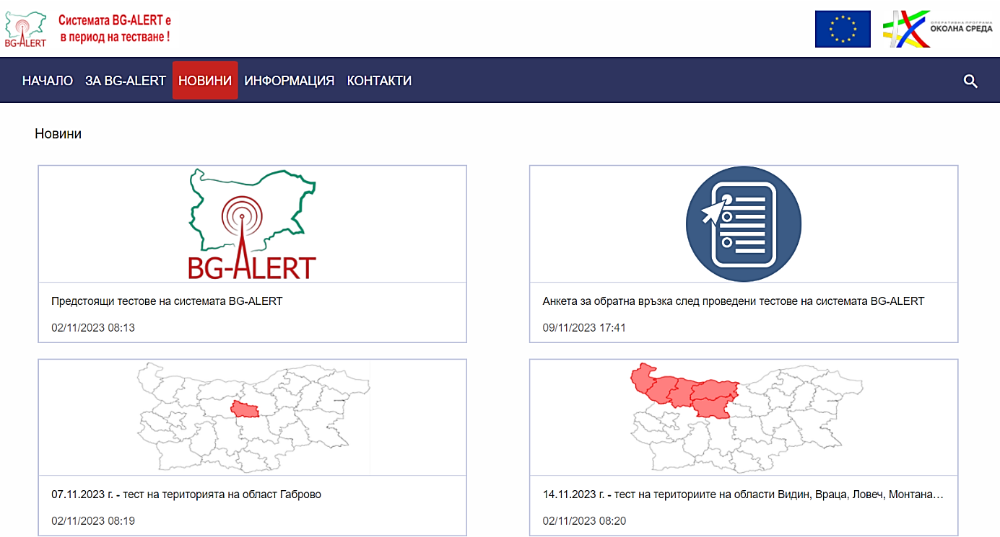 BG-ALERT
Системата BG-ALERT е
в период на тестване !
ОПЕРАТИВНА ПРОГРАМА
ОКОЛНА СРЕДА
НАЧАЛО ЗА BG-ALERT НОВИНИ ИНФОРМАЦИЯ КОНТАКТИ
Новини
BG-ALERT
Предстоящи тестове на системата BG-ALERT
02/11/2023 08:13
Анкета за обратна връзка след проведени тестове на системата BG-ALERT
09/11/2023 17:41
07.11.2023 г. - тест на територията на област Габрово
02/11/2023 08:19
14.11.2023 г. - тест на териториите на области Видин, Враца, Ловеч, Монтана…
02/11/2023 08:20